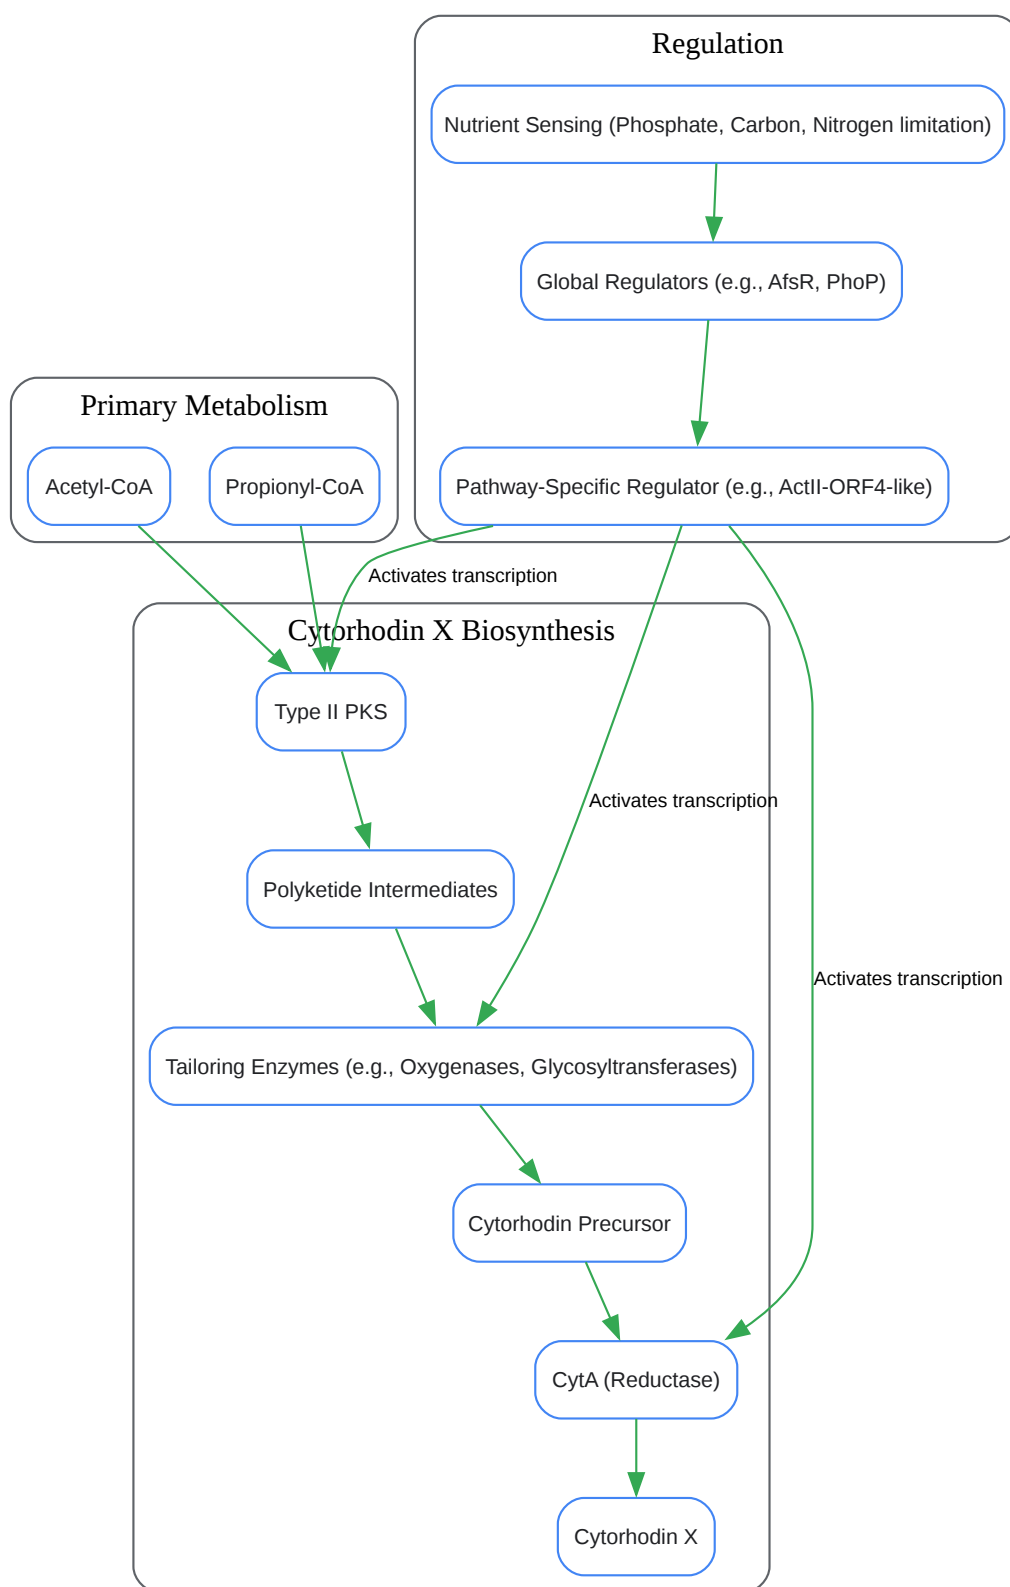 Regulation
Nutrient Sensing (Phosphate, Carbon, Nitrogen limitation)
Global Regulators (e.g., AfsR, PhoP)
Primary Metabolism
Acetyl-CoA
Propionyl-CoA
Pathway-Specific Regulator (e.g., ActII-ORF4-like)
Activates transcription
Cytorhodin X Biosynthesis
Type II PKS
Activates transcription
Polyketide Intermediates
Activates transcription
Tailoring Enzymes (e.g., Oxygenases, Glycosyltransferases)
Cytorhodin Precursor
CytA (Reductase)
Cytorhodin X